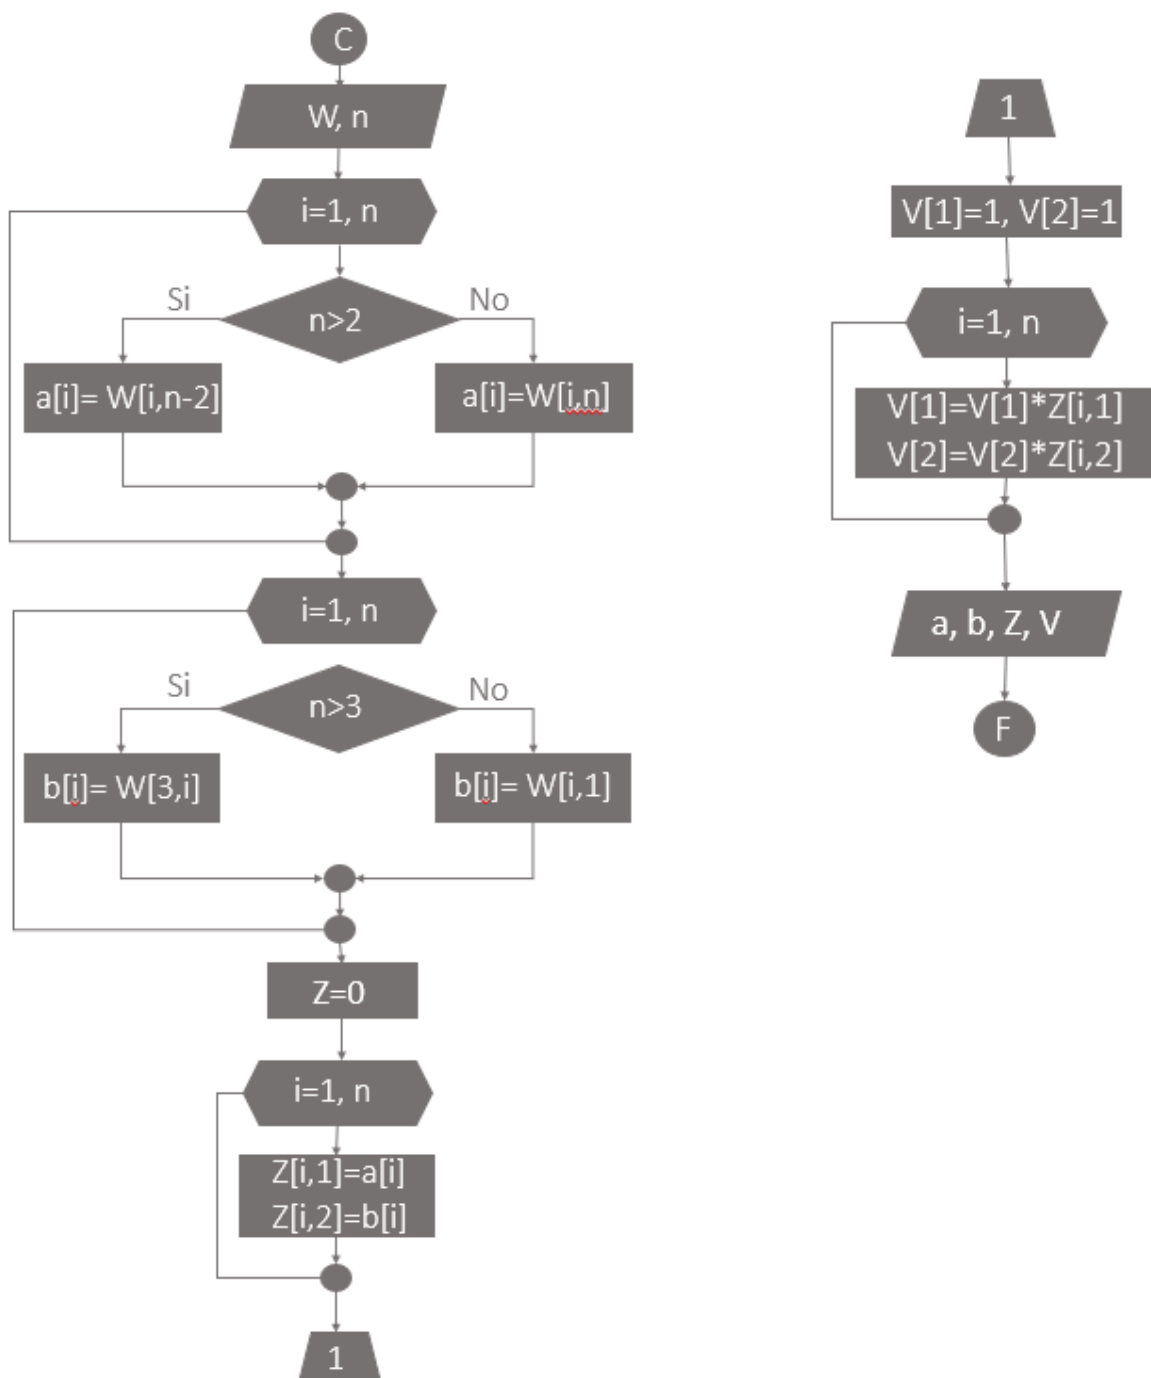 C
W, n
i=1, n
Si
No
n>2
a[i]= W[i,n-2]
a[i]=W[i,n]
i=1, n
Si
No
n>3
b[i]= W[3,i]
b[i]= W[i,1]
Z=0
i=1, n
Z[i,1]=a[i]
Z[i,2]=b[i]
1
1
V[1]=1, V[2]=1
i=1, n
V[1]=V[1]*Z[i,1]
V[2]=V[2]*Z[i,2]
a, b, Z, V
F